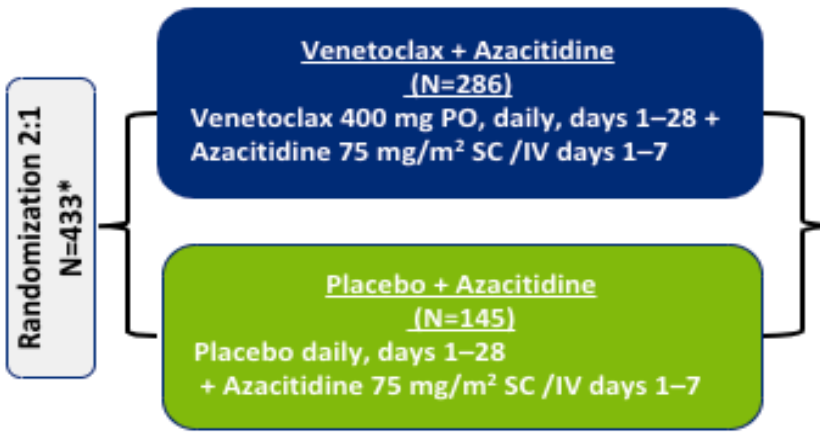 Randomization 2:1
N=433*
Venetoclax + Azacitidine
(N=286)
Venetoclax 400 mg PO, daily, days 1–28 +
Azacitidine 75 mg/m² SC /IV days 1–7
Placebo + Azacitidine
(N=145)
Placebo daily, days 1–28
+ Azacitidine 75 mg/m² SC /IV days 1–7